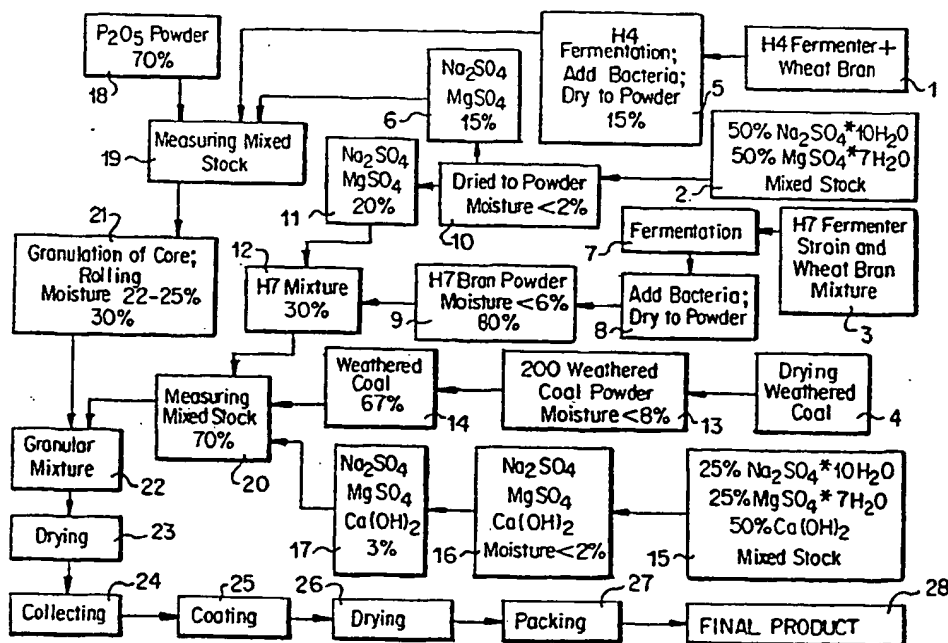 P2O5 Powder
70%
18
H4
Fermentation;
Add Bacteria;
Dry to Powder
15%
5
H4 Fermenter+
Wheat Bran
1
Na2SO4
MgSO4
15%
6
Measuring Mixed
Stock
19
Na2SO4
MgSO4
20%
11
Dried to Powder
Moisture <2%
10
50% Na2SO4*10H2O
50% MgSO4*7H2O
Mixed Stock
2
21
Granulation of Core;
Rolling
Moisture 22-25%
30%
12
H7 Mixture
30%
H7 Bran Powder
Moisture <6%
80%
9
7
Fermentation
Add Bacteria;
Dry to Powder
8
H7 Fermenter
Strain and
Wheat Bran
Mixture
3
Measuring
Mixed Stock
70%
20
Weathered
Coal
67%
14
200 Weathered
Coal Powder
Moisture <8%
13
Drying
Weathered
Coal
4
Granular
Mixture
22
Na2SO4
MgSO4
Ca(OH)2
3%
17
Na2SO4
MgSO4
Ca(OH)2
Moisture <2%
16
25% Na2SO4*10H2O
25% MgSO4*7H2O
50% Ca(OH)2
Mixed Stock
15
Drying
23
Collecting
24
Coating
25
Drying
26
Packing
27
FINAL PRODUCT
28